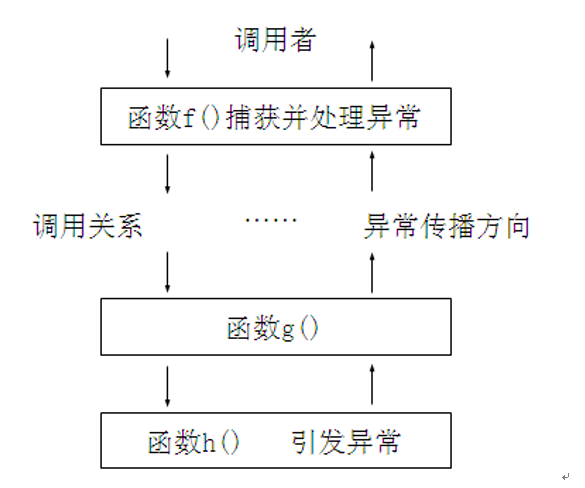 调用者
函数f()捕获并处理异常
调用关系 …… 异常传播方向
函数g()
函数h() 引发异常